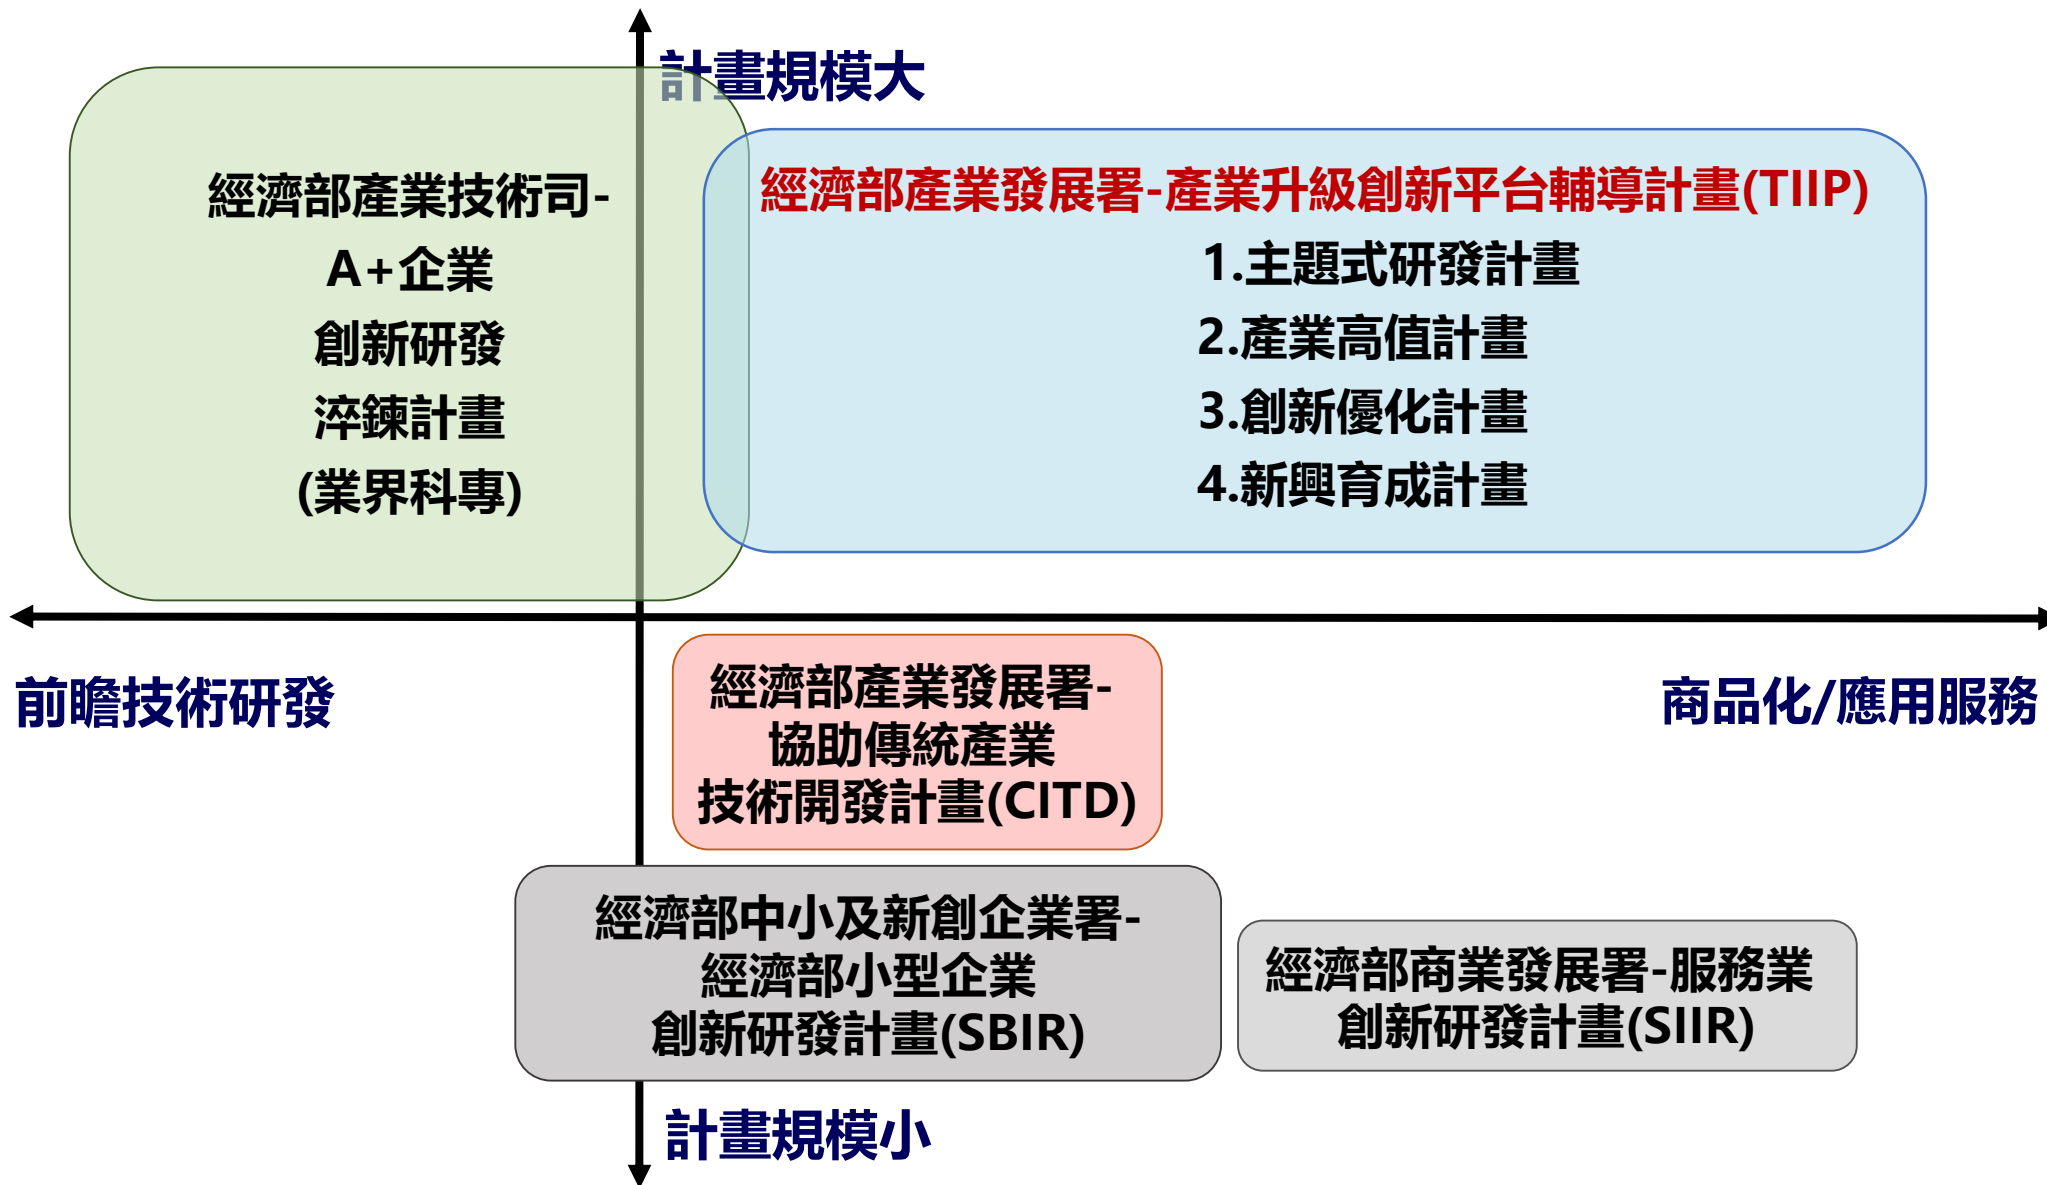 計畫規模大
經濟部產業技術司-
A+企業
創新研發
淬鍊計畫
(業界科專)
經濟部產業發展署-產業升級創新平台輔導計畫(TIIP)
1.主題式研發計畫
2.產業高值計畫
3.創新優化計畫
4.新興育成計畫
前瞻技術研發
商品化/應用服務
經濟部產業發展署-
協助傳統產業
技術開發計畫(CITD)
經濟部中小及新創企業署-
經濟部小型企業
創新研發計畫(SBIR)
經濟部商業發展署-服務業
創新研發計畫(SIIR)
計畫規模小